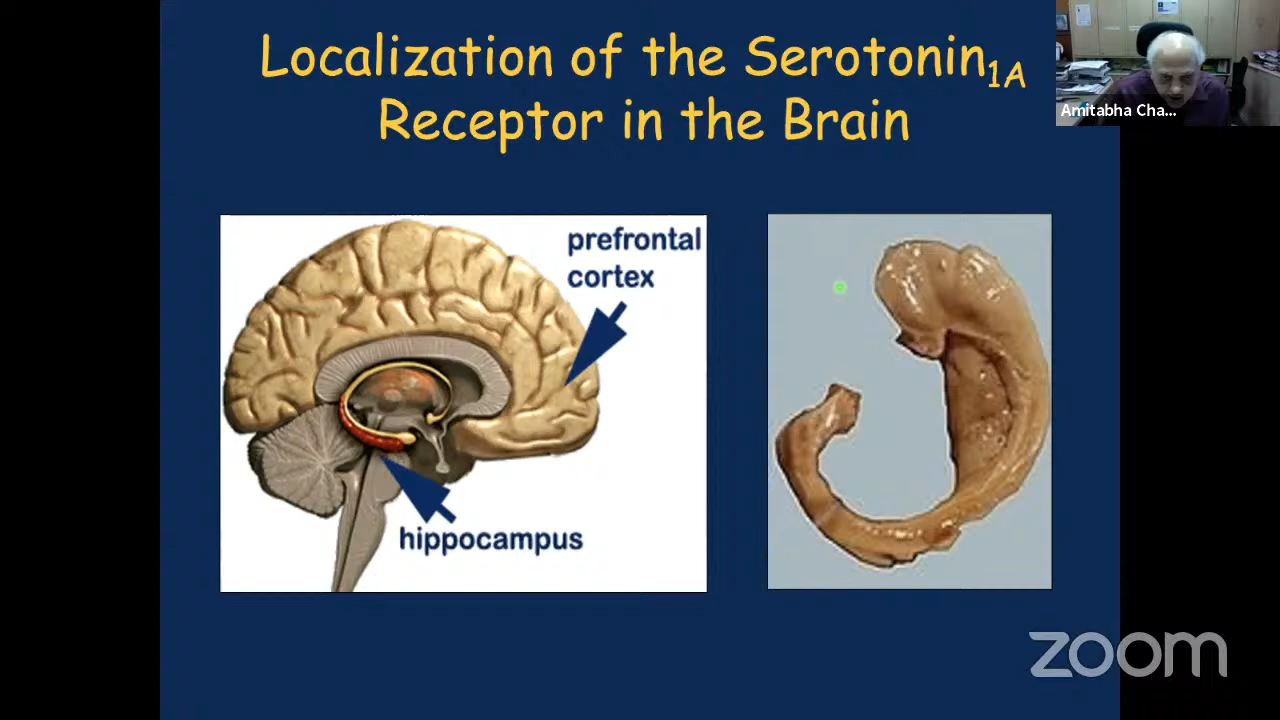 Localization of the Serotonin1A
Receptor in the Brain
Amitabha Cha...
prefrontal
cortex
hippocampus
zoom